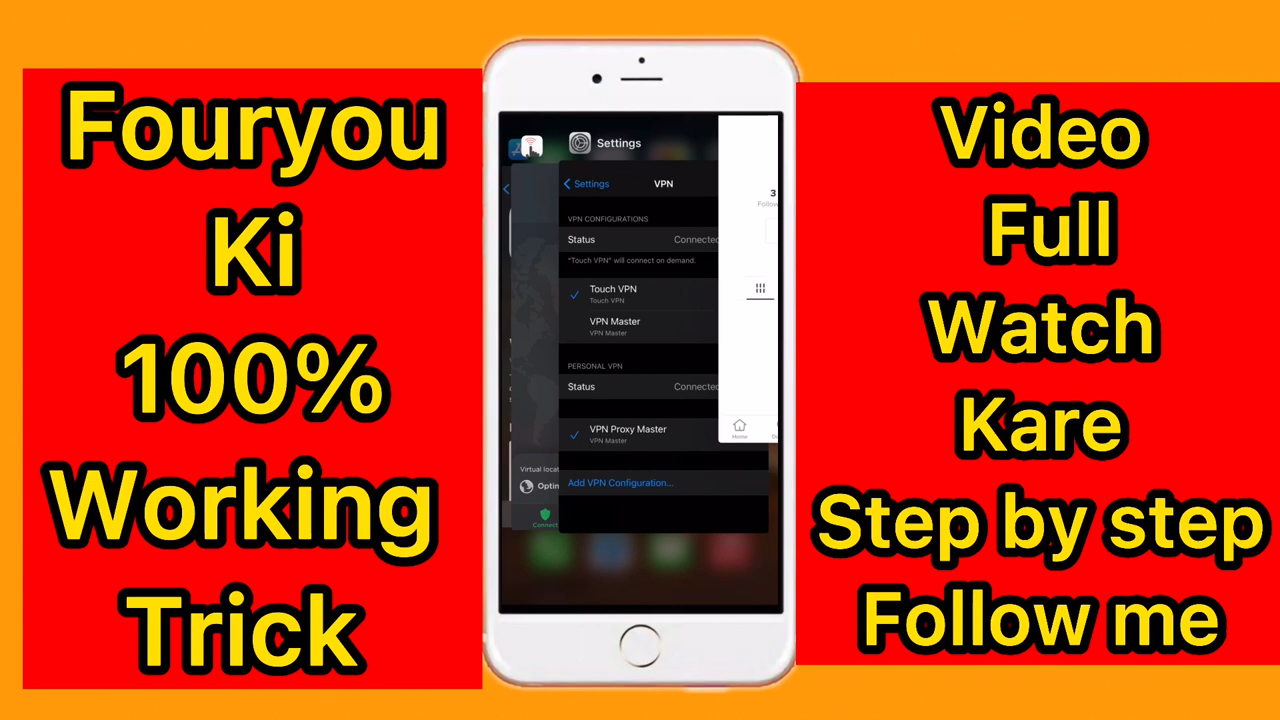 Fouryou
Ki
100%
Working
Trick
Settings
Settings
VPN
VPN CONFIGURATIONS
Status
Connected
"Touch VPN" will connect on demand.
Touch VPN
Touch VPN
VPN Master
VPN Master
PERSONAL VPN
Status
Connected
VPN Proxy Master
VPN Master
Add VPN Configuration...
3
Home
Virtual
Video
Full
Watch
Kare
Step by step
Follow me